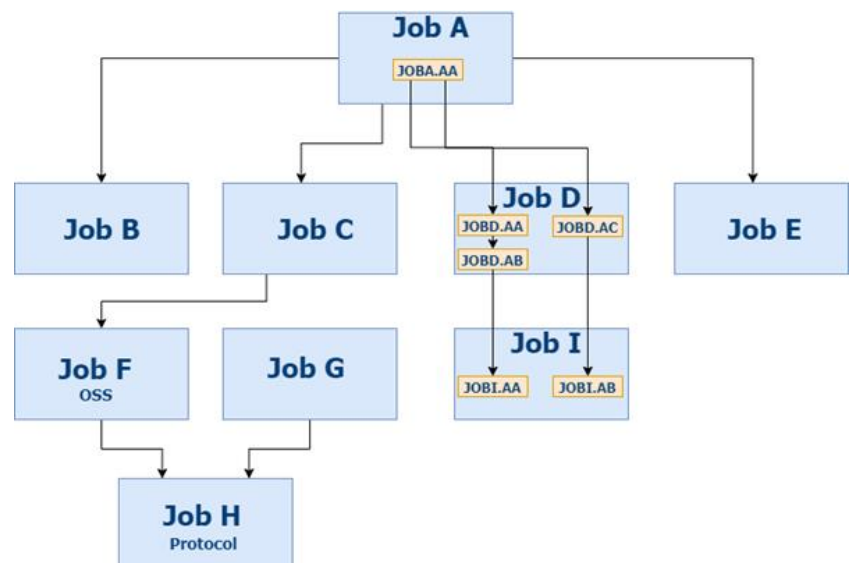 Job A
JOBA.AA
Job B
Job C
Job D
JOBD.AA
JOBD.AC
JOBD.AB
Job E
Job F
OSS
Job G
Job I
JOBI.AA
JOBI.AB
Job H
Protocol